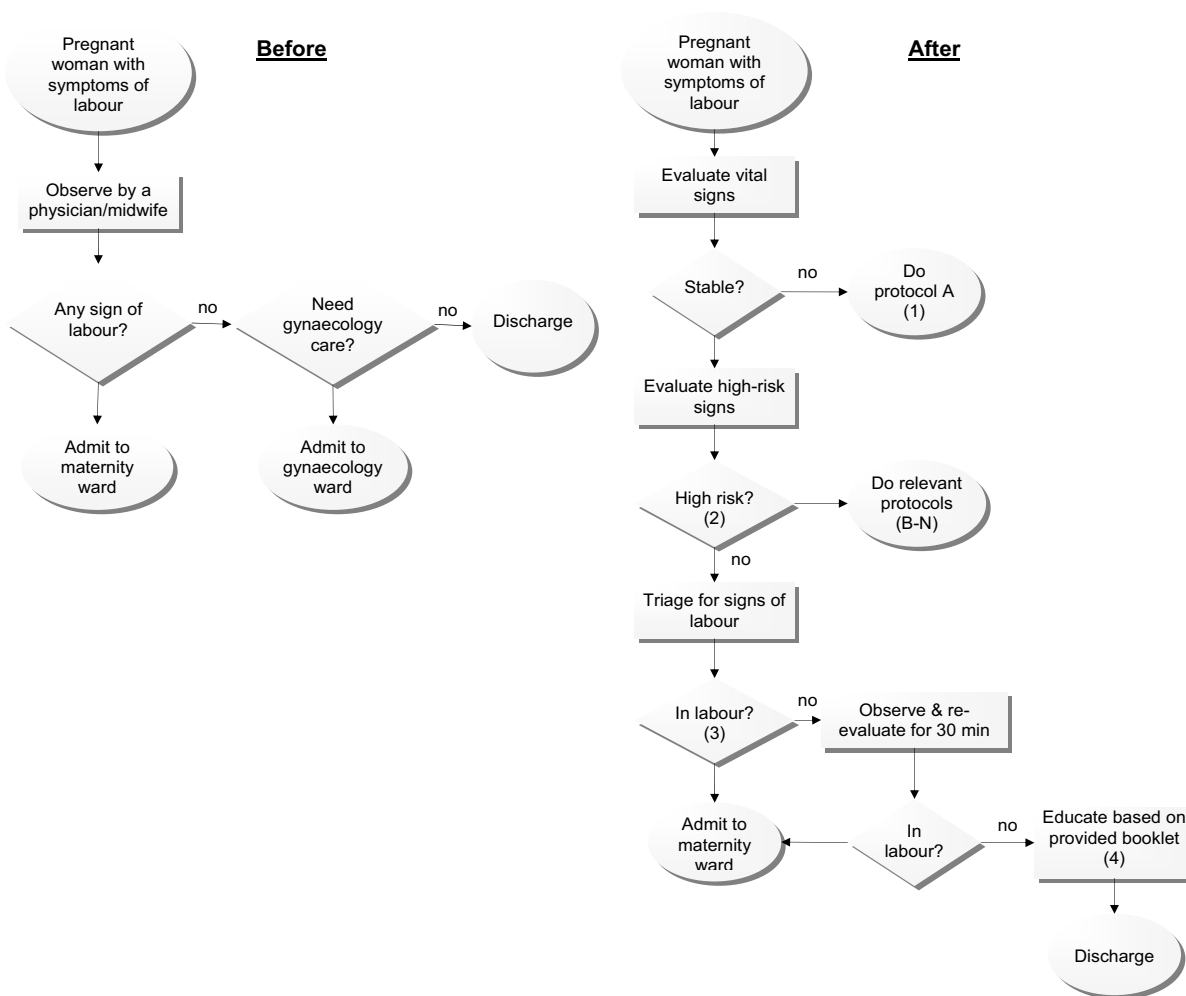 Before
Pregnant
woman with
symptoms of
labour
Observe by a
physician/midwife
Any sign of
labour?
no
Need
gynaecology
care?
no
Discharge
Admit to
maternity
ward
Admit to
gynaecology
ward
After
Pregnant
woman with
symptoms of
labour
Evaluate vital
signs
Stable?
no
Do
protocol A
(1)
Evaluate high-risk
signs
High risk?
(2)
Do relevant
protocols
(B-N)
no
Triage for signs of
labour
In labour?
(3)
no
Observe & re-
evaluate for 30 min
Admit to
maternity
ward
In
labour?
no
Educate based on
provided booklet
(4)
Discharge